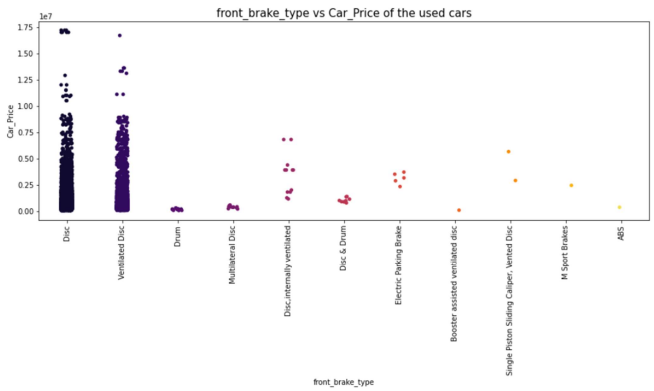 front_brake_type vs Car_Price of the used cars
1e7
1.75
1.50
1.25
1.00
0.75
0.50
0.25
0.00
Car_Price
Disc
Ventilated Disc
Drum
Multilateral Disc
Disc,internally ventilated
Disc & Drum
Electric Parking Brake
Booster assisted ventilated disc
Single Piston Sliding Caliper, Vented Disc
M Sport Brakes
ABS
front_brake_type